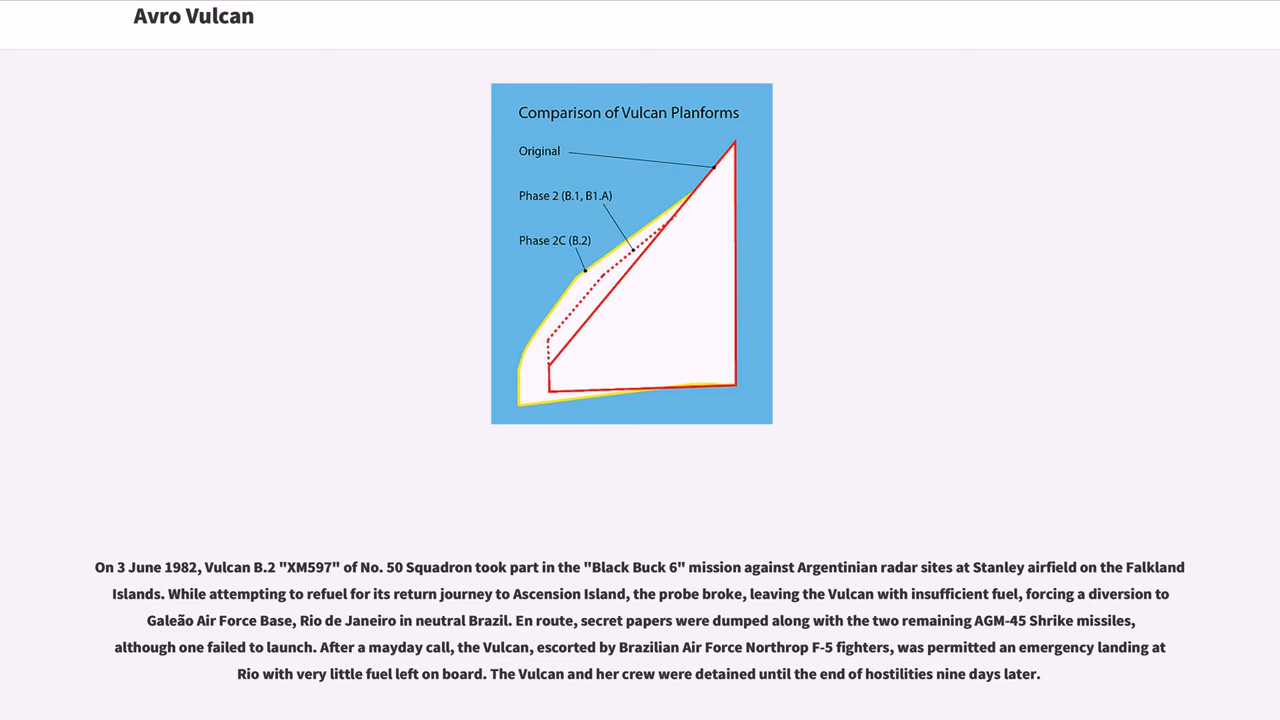 Avro Vulcan
Comparison of Vulcan Planforms
Original
Phase 2 (B.1, B1.A)
Phase 2C (B.2)
On 3 June 1982, Vulcan B.2 "XM597" of No. 50 Squadron took part in the "Black Buck 6" mission against Argentinian radar sites at Stanley airfield on the Falkland
Islands. While attempting to refuel for its return journey to Ascension Island, the probe broke, leaving the Vulcan with insufficient fuel, forcing a diversion to
Galeão Air Force Base, Rio de Janeiro in neutral Brazil. En route, secret papers were dumped along with the two remaining AGM-45 Shrike missiles,
although one failed to launch. After a mayday call, the Vulcan, escorted by Brazilian Air Force Northrop F-5 fighters, was permitted an emergency landing at
Rio with very little fuel left on board. The Vulcan and her crew were detained until the end of hostilities nine days later.